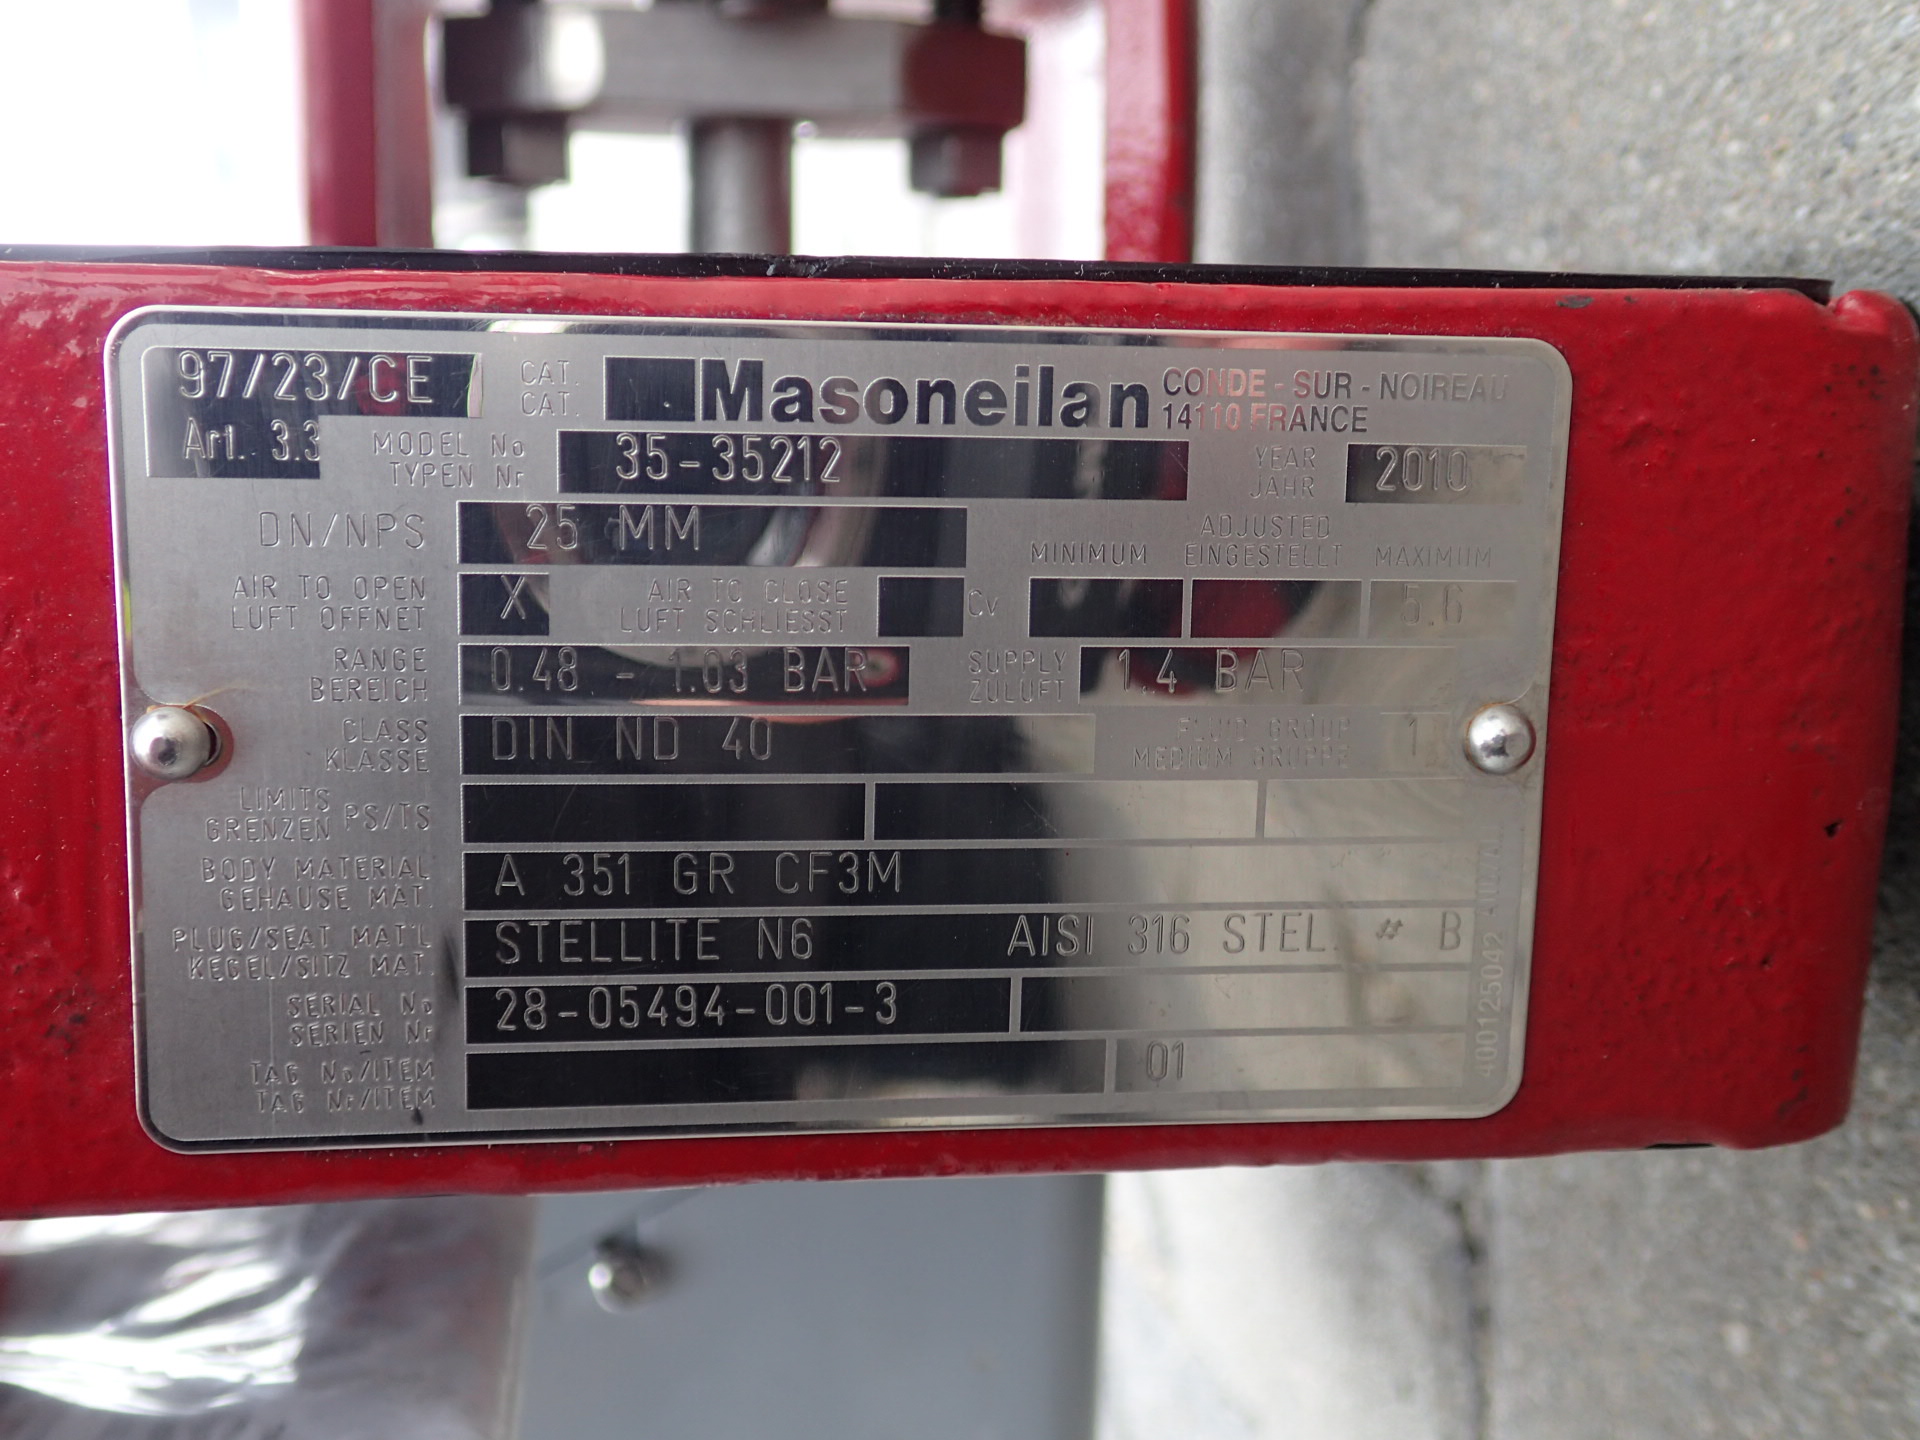 97/23/CE CAT. Masoneilan CONDE - SUR - NOIREAU
CAT. 14110 FRANCE
Art. 3.3 MODEL No 35-35212 YEAR 2010
TYPEN Nr JAHR
DN/NPS 25 MM ADJUSTED
MINIMUM EINGESTELLT MAXIMUM
AIR TO OPEN X AIR TO CLOSE Cv 5.6
LUFT OFFNET LUFT SCHLIESST
RANGE 0.48 - 1.03 BAR SUPPLY 1.4 BAR
BEREICH ZULUFT
CLASS DIN ND 40 FLUID GROUP 1
KLASSE MEDIUM GRUPPE
LIMITS PS/TS
GRENZEN
BODY MATERIAL A 351 GR CF3M
GEHAUSE MAT.
PLUG/SEAT MAT'L STELLITE N6 AISI 316 STEL. # B
KEGEL/SITZ MAT.
SERIAL No 28-05494-001-3
SERIEN Nr
TAG No/ITEM 01
TAG Nr/ITEM
400125042